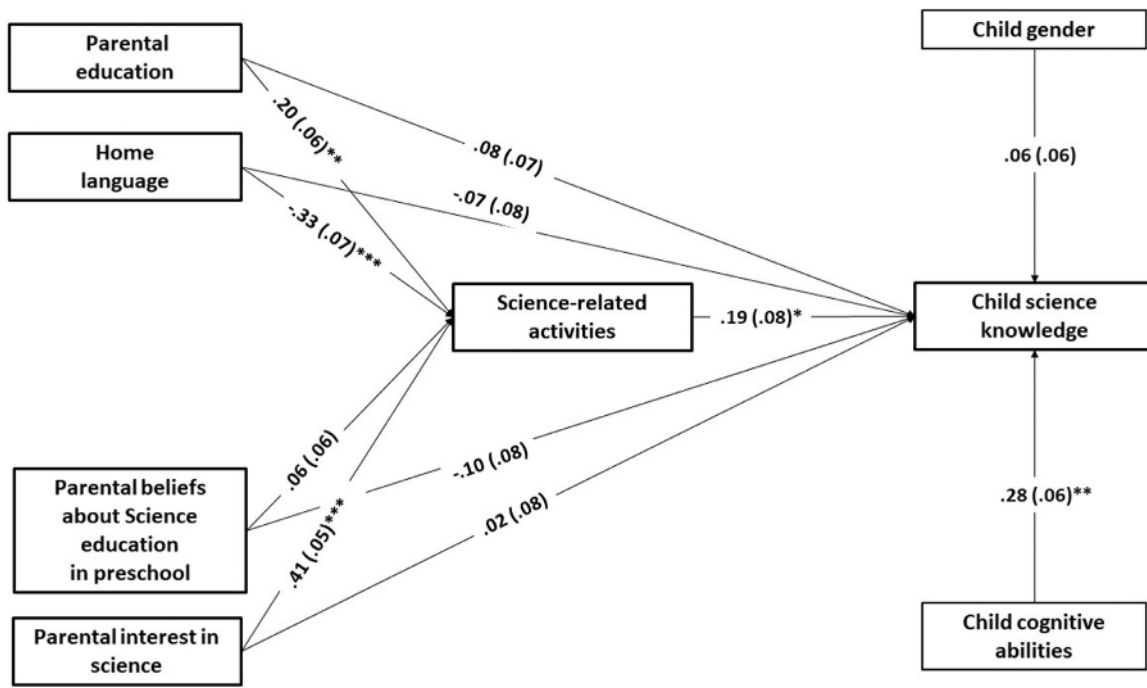 Parental
education
Child gender
.20 (.06)**
.08 (.07)
Home
language
.06 (.06)
-.07 (.08)
-.33 (.07)***
Science-related
activities
.19 (.08)*
Child science
knowledge
.06 (.06)
-.10 (.08)
Parental beliefs
about Science
education
in preschool
.41 (.05)***
.02 (.08)
.28 (.06)**
Parental interest in
science
Child cognitive
abilities